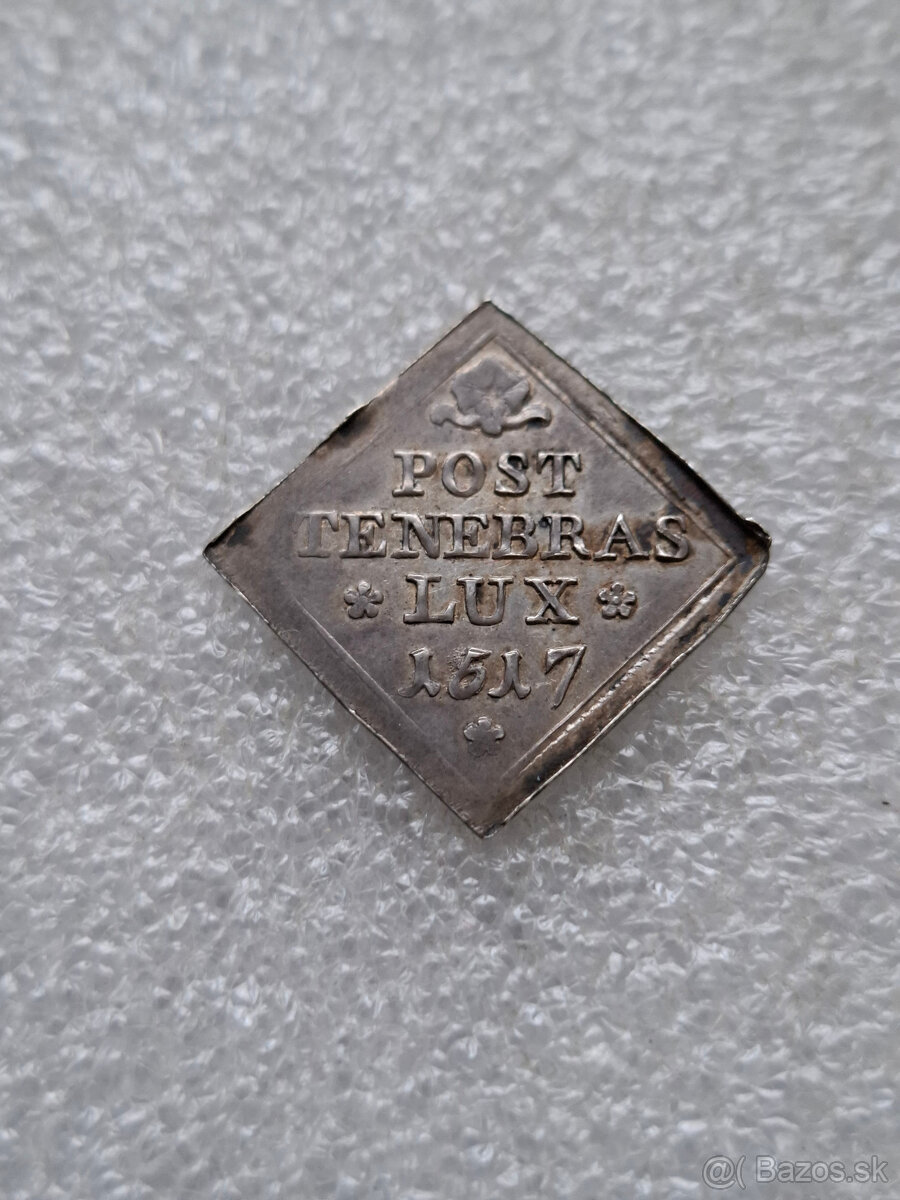 POST
TENEBRAS
LUX
1517
@( Bazos.sk